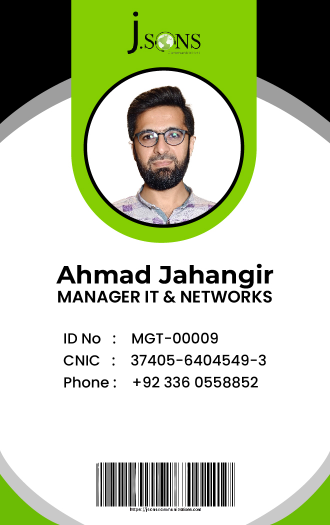 j.SONS
Ahmad Jahangir
MANAGER IT & NETWORKS
ID No : MGT-00009
CNIC : 37405-6404549-3
Phone : +92 336 0558852